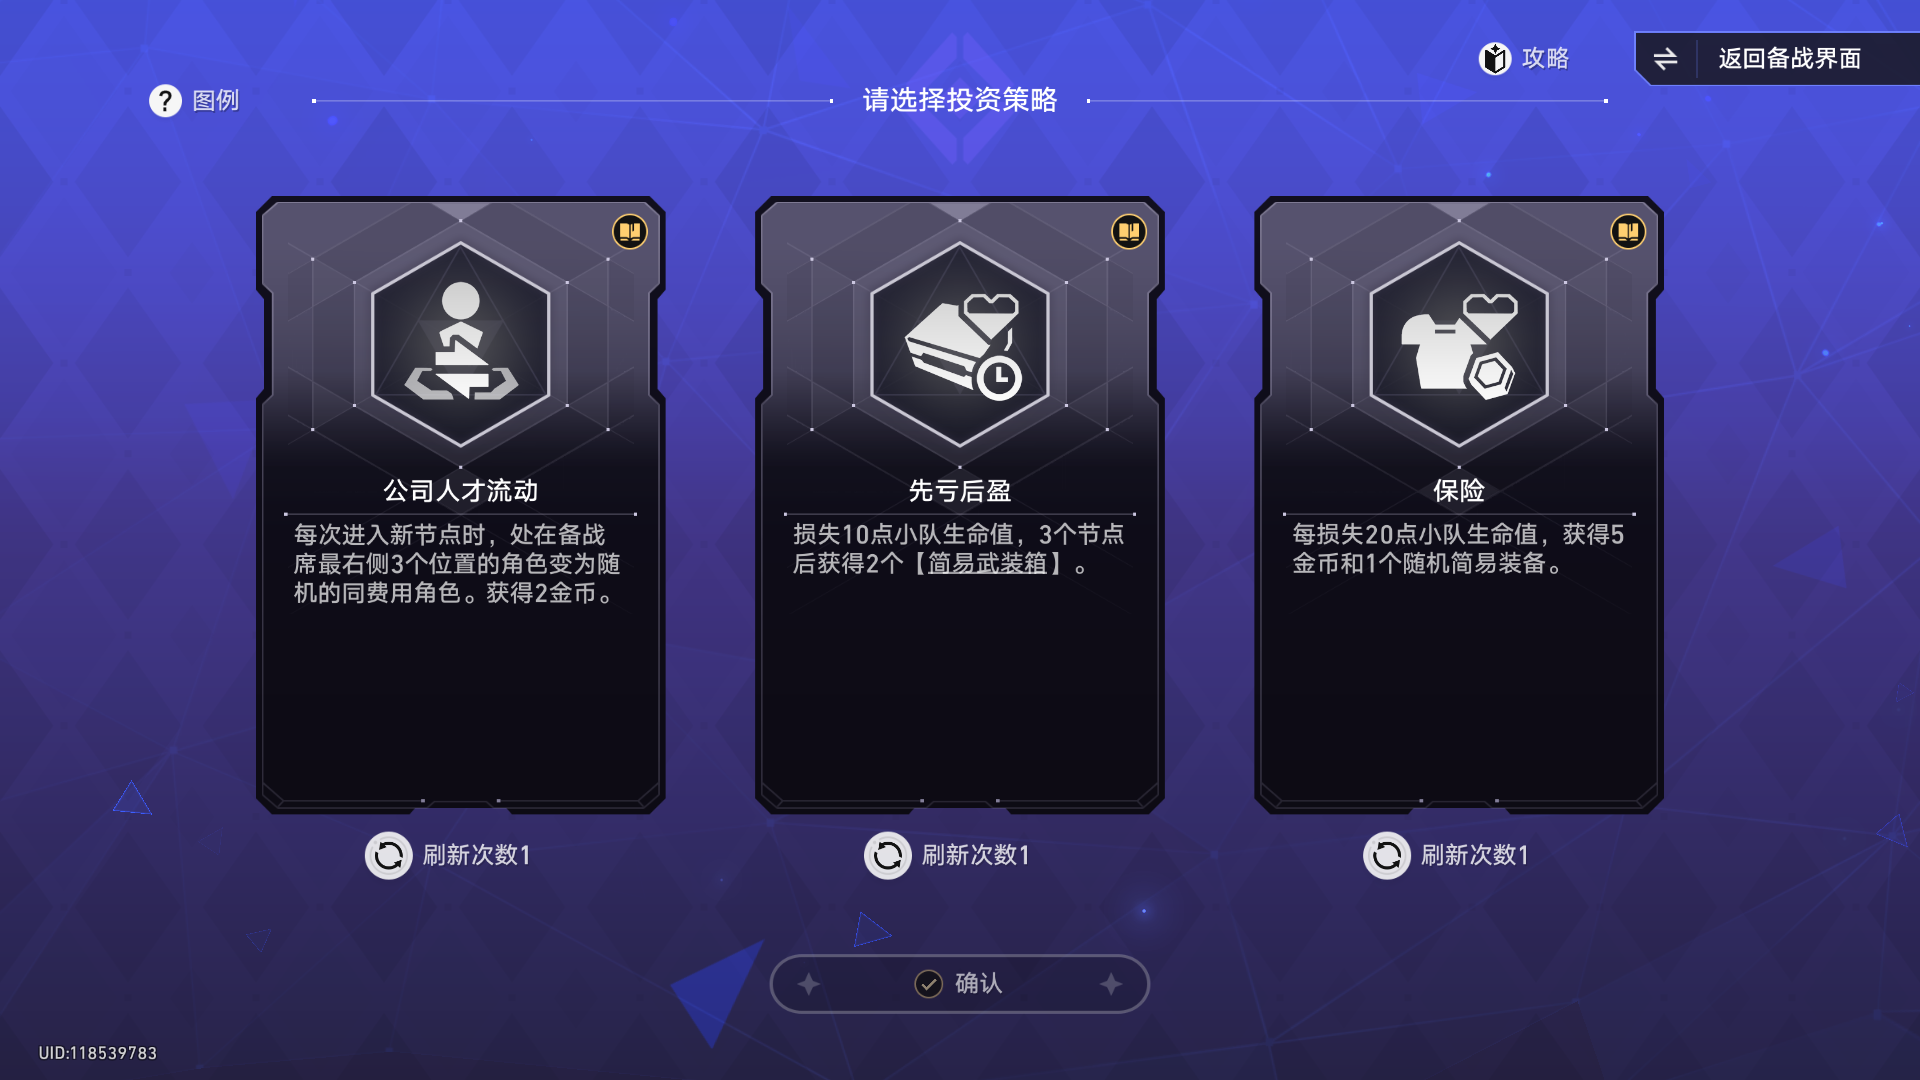 攻略
返回备战界面
图例
请选择投资策略
公司人才流动
每次进入新节点时，处在备战
席最右侧3个位置的角色变为随
机的同费用角色。获得2金币。
刷新次数1
先亏后盈
损失10点小队生命值，3个节点
后获得2个【简易武装箱】。
刷新次数1
保险
每损失20点小队生命值，获得5
金币和1个随机简易装备。
刷新次数1
确认
UID:118539783